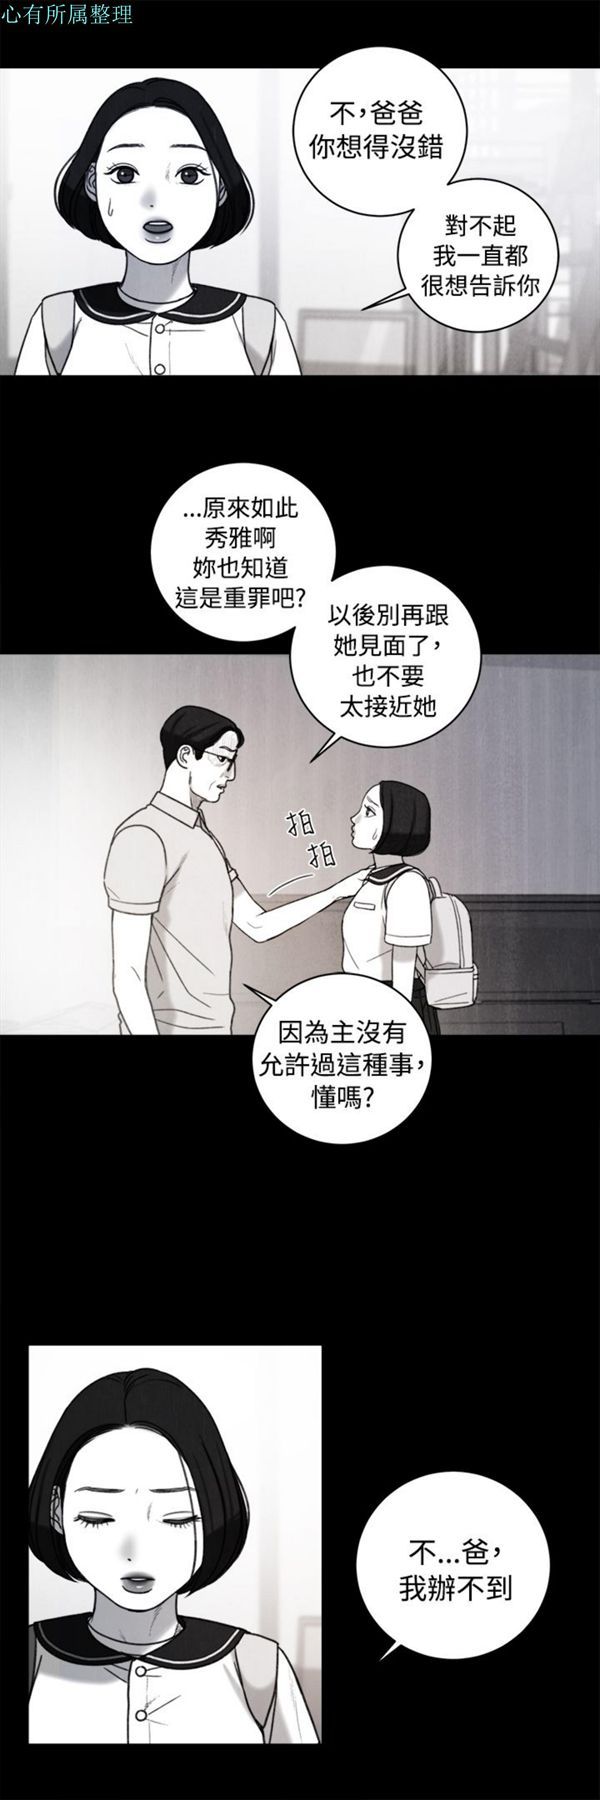 心有所属整理
不,爸爸
你想得沒錯
對不起
我一直都
很想告訴你
...原來如此
秀雅啊
妳也知道
這是重罪吧?
以後別再跟
她見面了,
也不要
太接近她
拍
拍
因為主沒有
允許過這種事,
懂嗎?
不...爸,
我辦不到